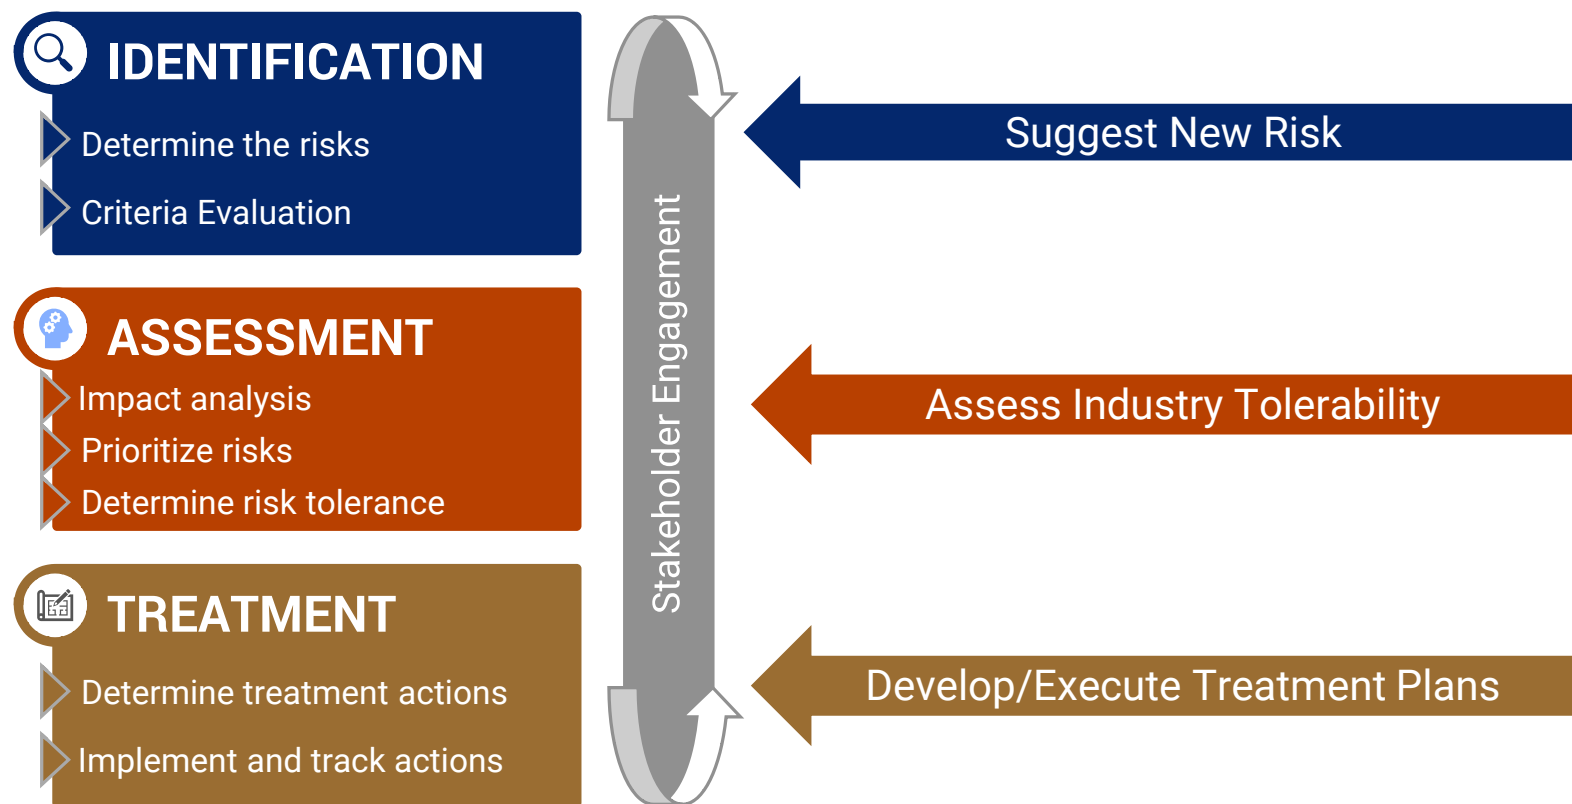 IDENTIFICATION
Determine the risks
Criteria Evaluation
ASSESSMENT
Impact analysis
Prioritize risks
Determine risk tolerance
TREATMENT
Determine treatment actions
Implement and track actions
Stakeholder Engagement
Suggest New Risk
Assess Industry Tolerability
Develop/Execute Treatment Plans